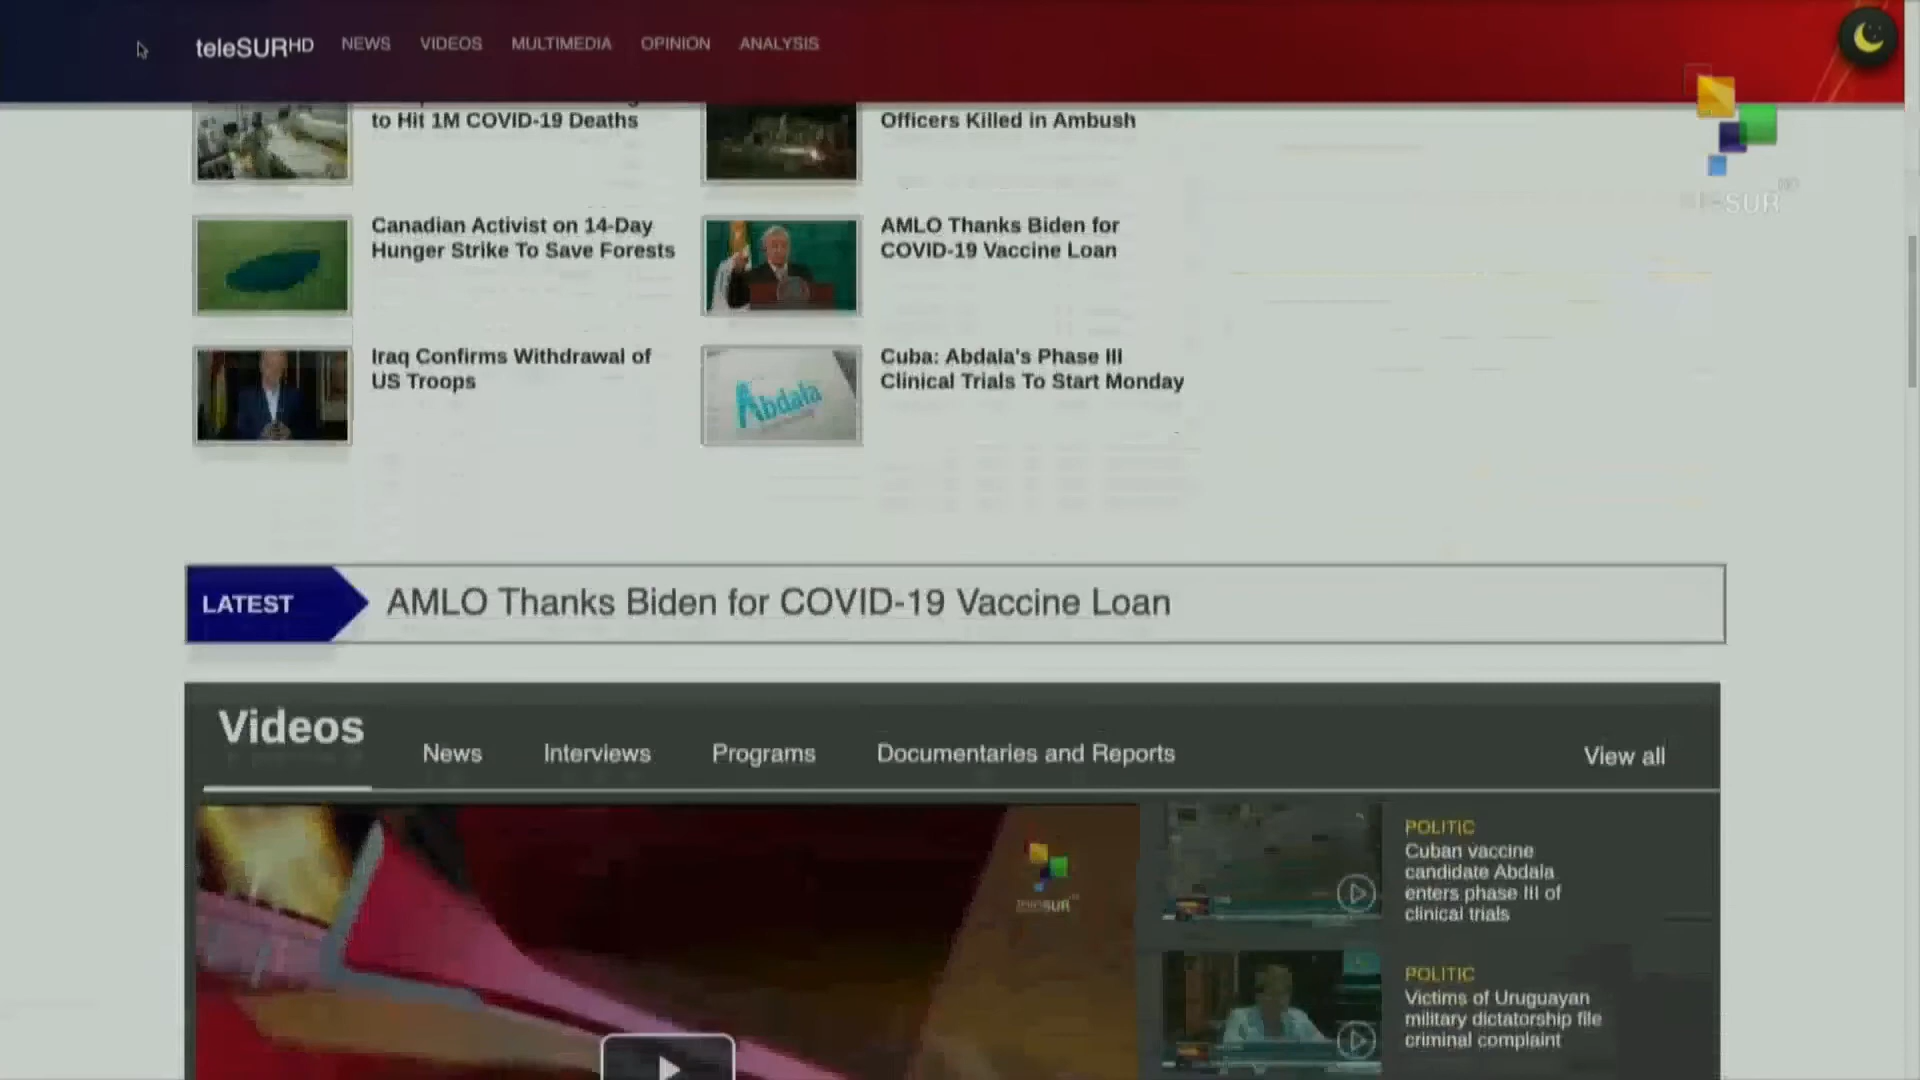 teleSURHD NEWS VIDEOS MULTIMEDIA OPINION ANALYSIS
to Hit 1M COVID-19 Deaths
Officers Killed in Ambush
SUR
Canadian Activist on 14-Day
Hunger Strike To Save Forests
AMLO Thanks Biden for
COVID-19 Vaccine Loan
Iraq Confirms Withdrawal of
US Troops
Abdala
Cuba: Abdala's Phase III
Clinical Trials To Start Monday
LATEST AMLO Thanks Biden for COVID-19 Vaccine Loan
Videos News Interviews Programs Documentaries and Reports View all
teleSUR
POLITIC
Cuban vaccine
candidate Abdala
enters phase III of
clinical trials
POLITIC
Victims of Uruguayan
military dictatorship file
criminal complaint